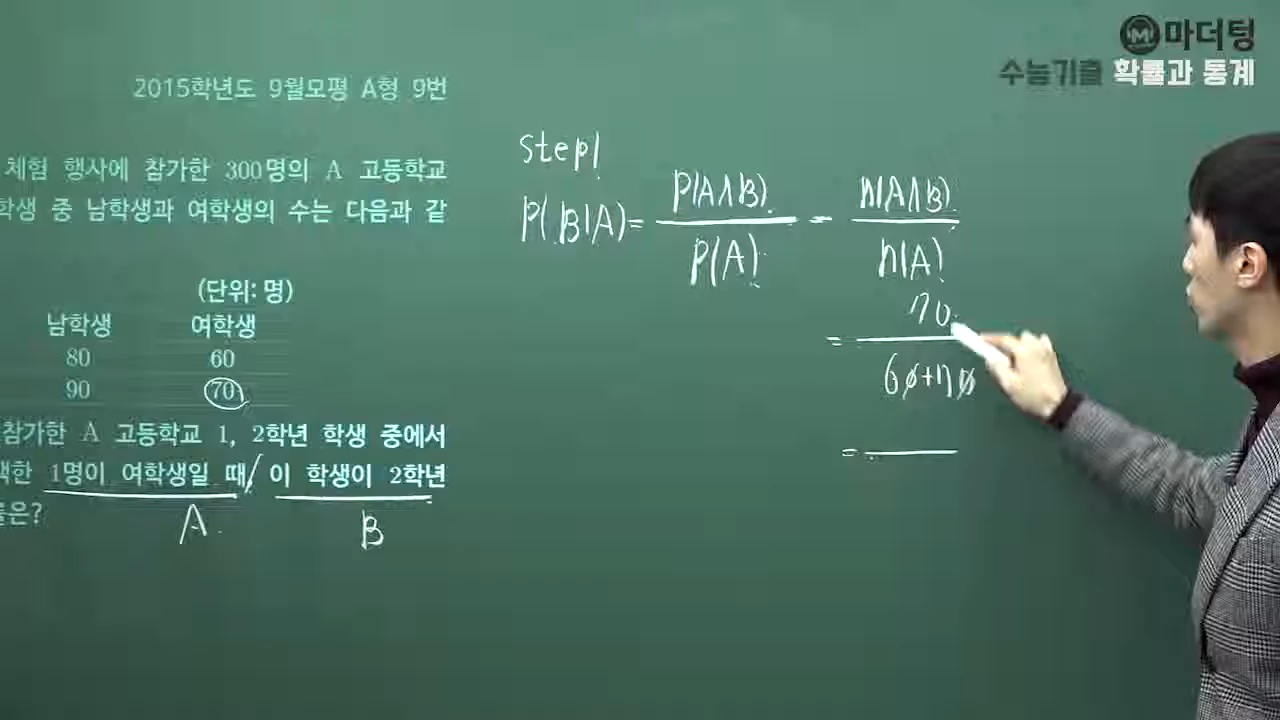 마더텅
수능기출 확률과 통계
2015학년도 9월모평 A형 9번
체험 행사에 참가한 300명의 A 고등학교
학생 중 남학생과 여학생의 수는 다음과 같
(단위: 명)
남학생 여학생
80 60
90 70
참가한 A 고등학교 1, 2학년 학생 중에서
택한 1명이 여학생일 때, 이 학생이 2학년
은?
A
B
step1
P(B|A) = P(A∩B) / P(A) = n(A∩B) / n(A)
= 70 / 60+70
=